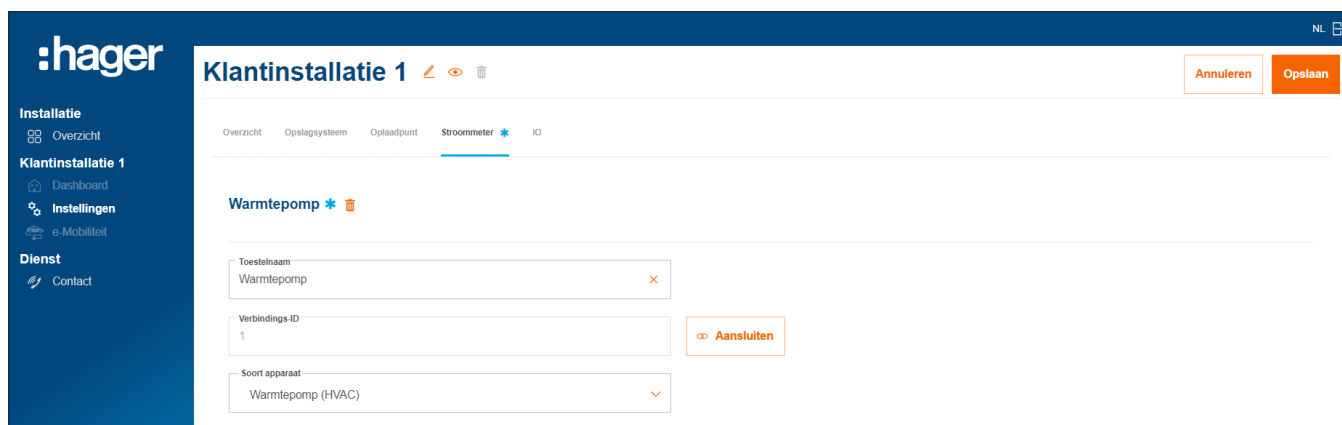 NL
:hager
Klantinstallatie 1
Annuleren
Opslaan
Installatie
Overzicht
Klantinstallatie 1
Dashboard
Instellingen
e-Mobiliteit
Dienst
Contact
Overzicht Opslagsysteem Oplaadpunt Stroommeter * IO
Warmtepomp *
Toestelnaam
Warmtepomp
Verbindings-ID
1
Aansluiten
Soort apparaat
Warmtepomp (HVAC)